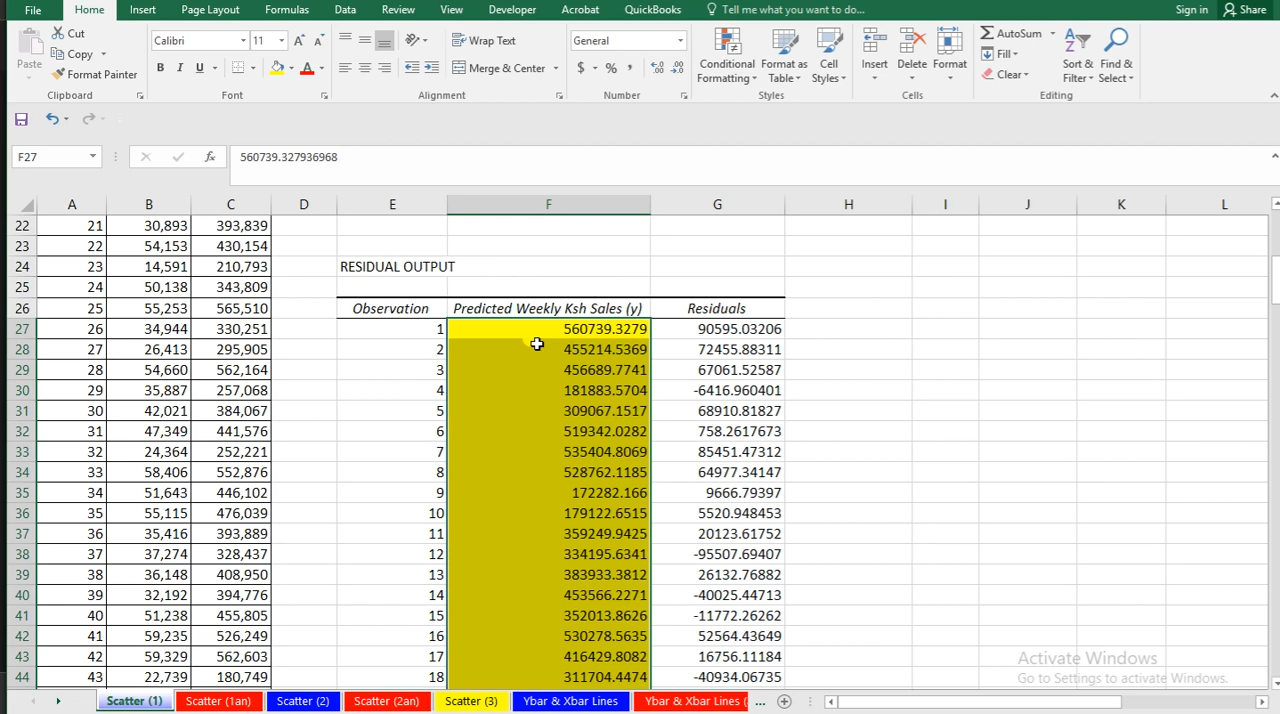 File Home Insert Page Layout Formulas Data Review View Developer Acrobat QuickBooks Tell me what you want to do... Sign in Share
Paste Cut Copy Format Painter Clipboard
Calibri 11 B I U A A A Font
Wrap Text Merge & Center Alignment
General $ % , Number
Conditional Formatting Format as Table Cell Styles Styles
Insert Delete Format Cells
AutoSum Fill Clear Sort & Filter Find & Select Editing
F27 fx 560739.327936968
A B C D E F G H I J K L
22 21 30,893 393,839
23 22 54,153 430,154
24 23 14,591 210,793 RESIDUAL OUTPUT
25 24 50,138 343,809
26 25 55,253 565,510 Observation Predicted Weekly Ksh Sales (y) Residuals
27 26 34,944 330,251 1 560739.3279 90595.03206
28 27 26,413 295,905 2 455214.5369 72455.88311
29 28 54,660 562,164 3 456689.7741 67061.52587
30 29 35,887 257,068 4 181883.5704 -6416.960401
31 30 42,021 384,067 5 309067.1517 68910.81827
32 31 47,349 441,576 6 519342.0282 758.2617673
33 32 24,364 252,221 7 535404.8069 85451.47312
34 33 58,406 552,876 8 528762.1185 64977.34147
35 34 51,643 446,102 9 172282.166 9666.79397
36 35 55,115 476,039 10 179122.6515 5520.948453
37 36 35,416 393,889 11 359249.9425 20123.61752
38 37 37,274 328,437 12 334195.6341 -95507.69407
39 38 36,148 408,950 13 383933.3812 26132.76882
40 39 32,192 394,776 14 453566.2271 -40025.44713
41 40 51,238 455,805 15 352013.8626 -11772.26262
42 41 59,235 526,249 16 530278.5635 52564.43649
43 42 59,329 562,603 17 416429.8082 16756.11184
44 43 22,739 180,749 18 311704.4474 -40934.06735
Activate Windows
Go to Settings to activate Windows.
Scatter (1) Scatter (1an) Scatter (2) Scatter (2an) Scatter (3) Ybar & Xbar Lines Ybar & Xbar Lines ( ...